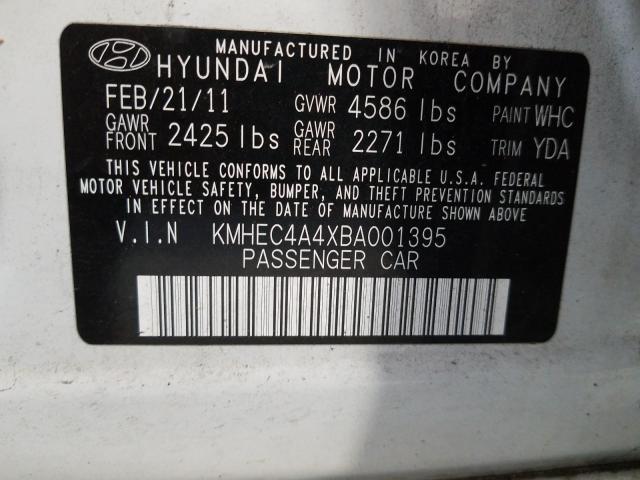 MANUFACTURED IN KOREA BY
HYUNDAI MOTOR COMPANY
FEB/21/11 GVWR 4586 lbs PAINT WHC
GAWR FRONT 2425 lbs GAWR REAR 2271 lbs TRIM YDA
THIS VEHICLE CONFORMS TO ALL APPLICABLE U.S.A. FEDERAL
MOTOR VEHICLE SAFETY, BUMPER, AND THEFT PREVENTION STANDARDS
IN EFFECT ON THE DATE OF MANUFACTURE SHOWN ABOVE
V.I.N KMHEC4A4XBA001395
PASSENGER CAR